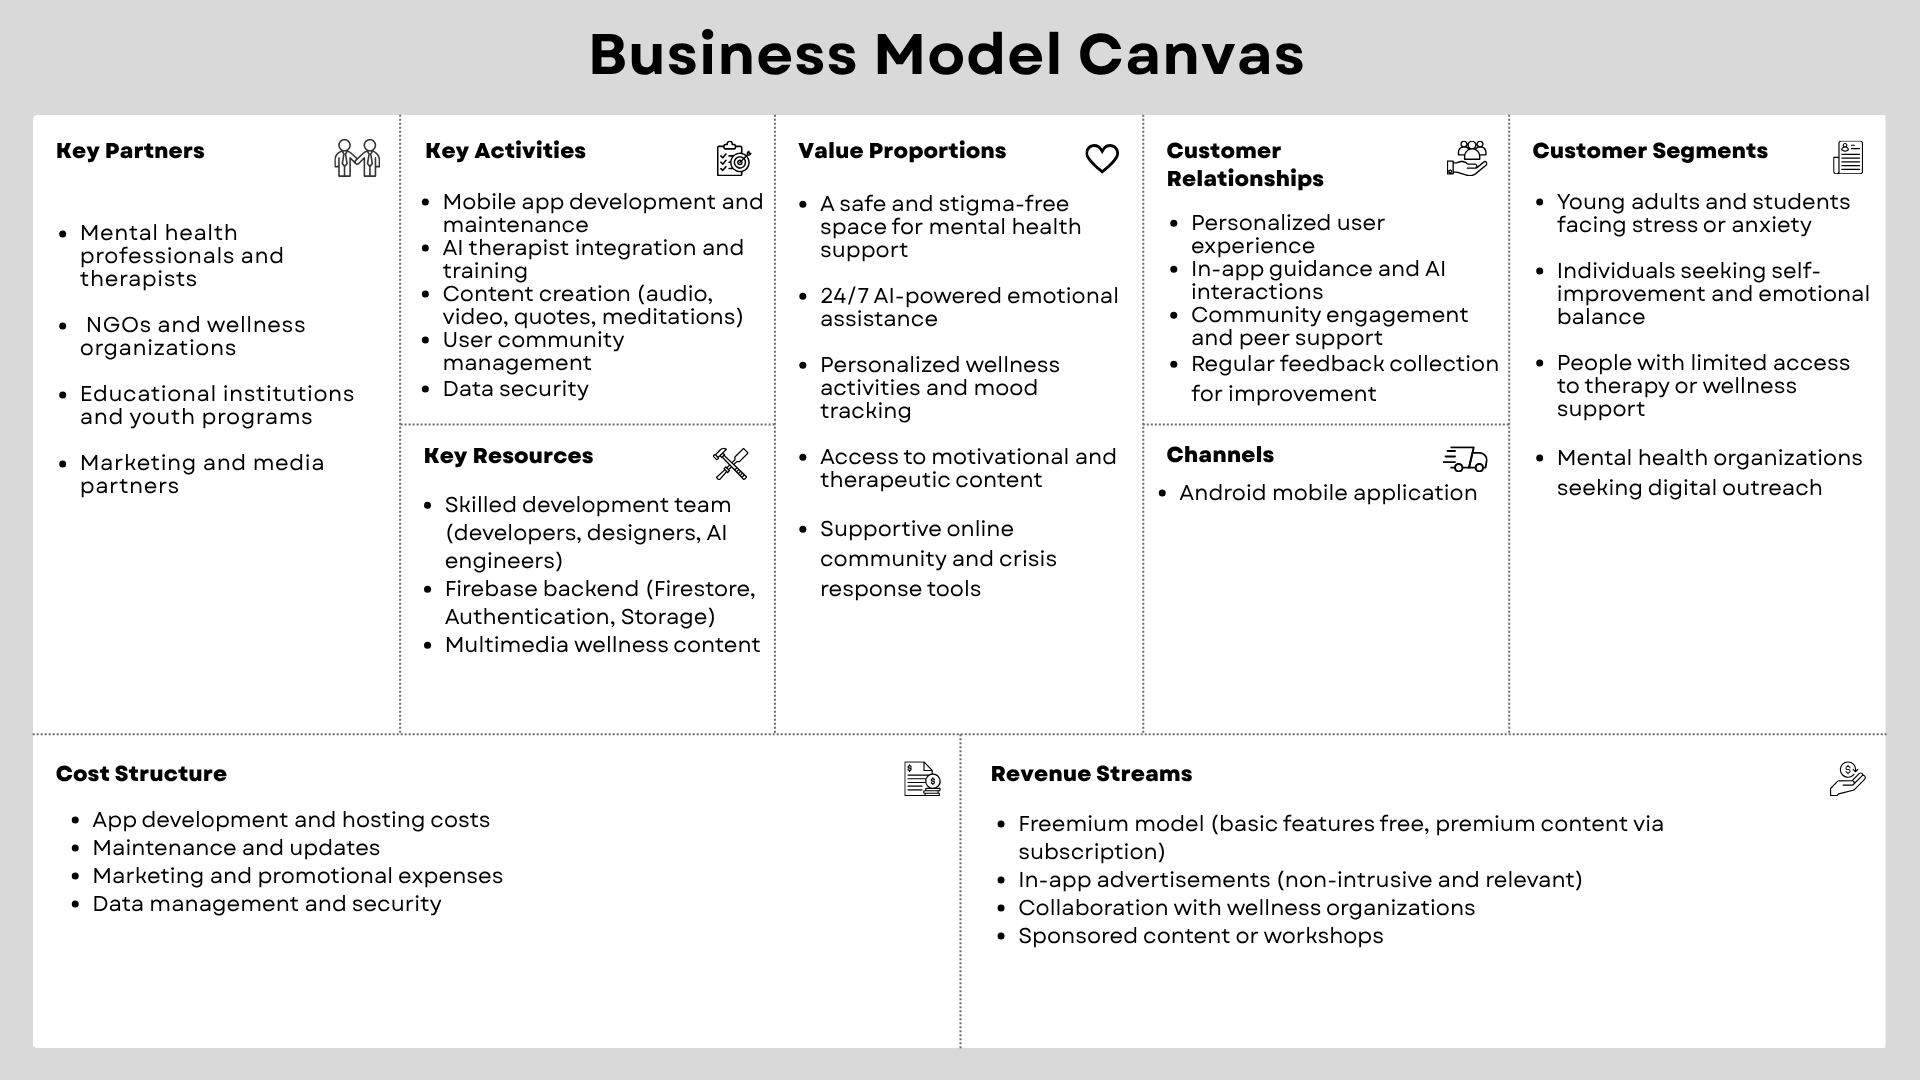 Business Model Canvas
Key Partners
• Mental health
professionals and
therapists
• NGOs and wellness
organizations
• Educational institutions
and youth programs
• Marketing and media
partners
Key Activities
• Mobile app development and
maintenance
• AI therapist integration and
training
• Content creation (audio,
video, quotes, meditations)
• User community
management
• Data security
Key Resources
• Skilled development team
(developers, designers, AI
engineers)
• Firebase backend (Firestore,
Authentication, Storage)
• Multimedia wellness content
Value Proportions
• A safe and stigma-free
space for mental health
support
• 24/7 AI-powered emotional
assistance
• Personalized wellness
activities and mood
tracking
• Access to motivational and
therapeutic content
• Supportive online
community and crisis
response tools
Customer
Relationships
• Personalized user
experience
• In-app guidance and AI
interactions
• Community engagement
and peer support
• Regular feedback collection
for improvement
Channels
• Android mobile application
Customer Segments
• Young adults and students
facing stress or anxiety
• Individuals seeking self-
improvement and emotional
balance
• People with limited access
to therapy or wellness
support
• Mental health organizations
seeking digital outreach
Cost Structure
• App development and hosting costs
• Maintenance and updates
• Marketing and promotional expenses
• Data management and security
Revenue Streams
• Freemium model (basic features free, premium content via
subscription)
• In-app advertisements (non-intrusive and relevant)
• Collaboration with wellness organizations
• Sponsored content or workshops